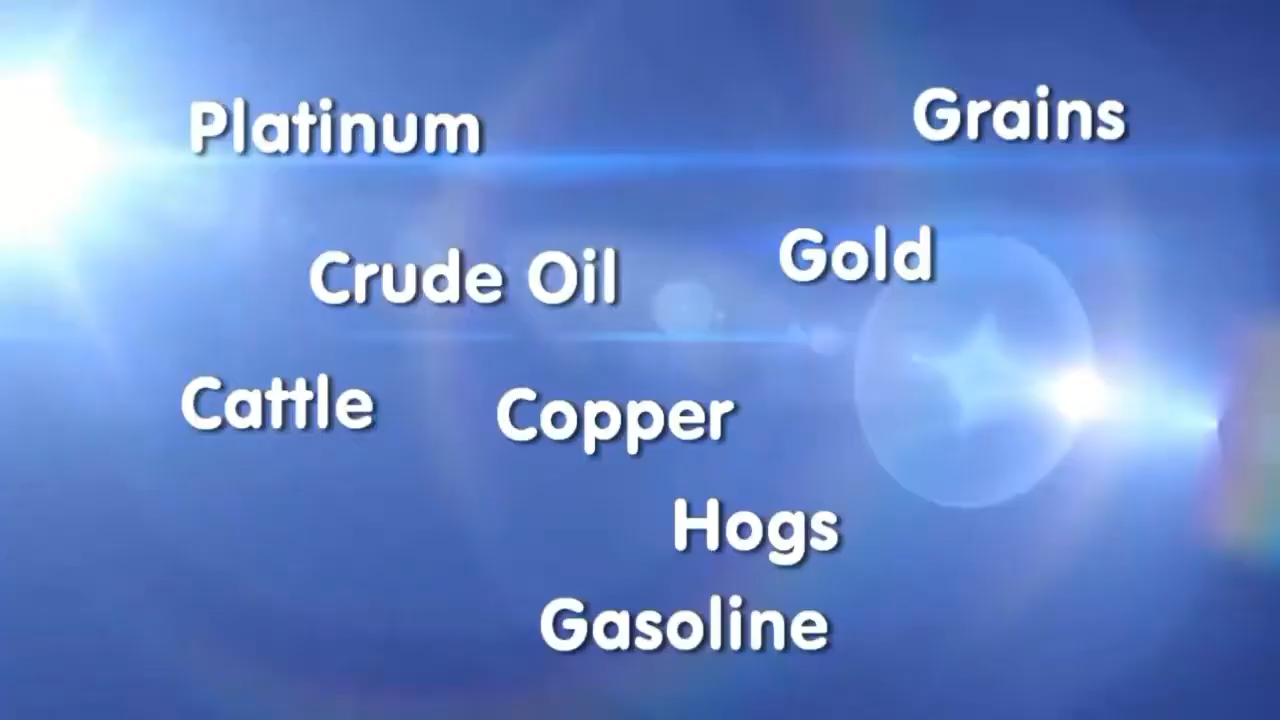 Platinum
Grains
Crude Oil
Gold
Cattle
Copper
Hogs
Gasoline